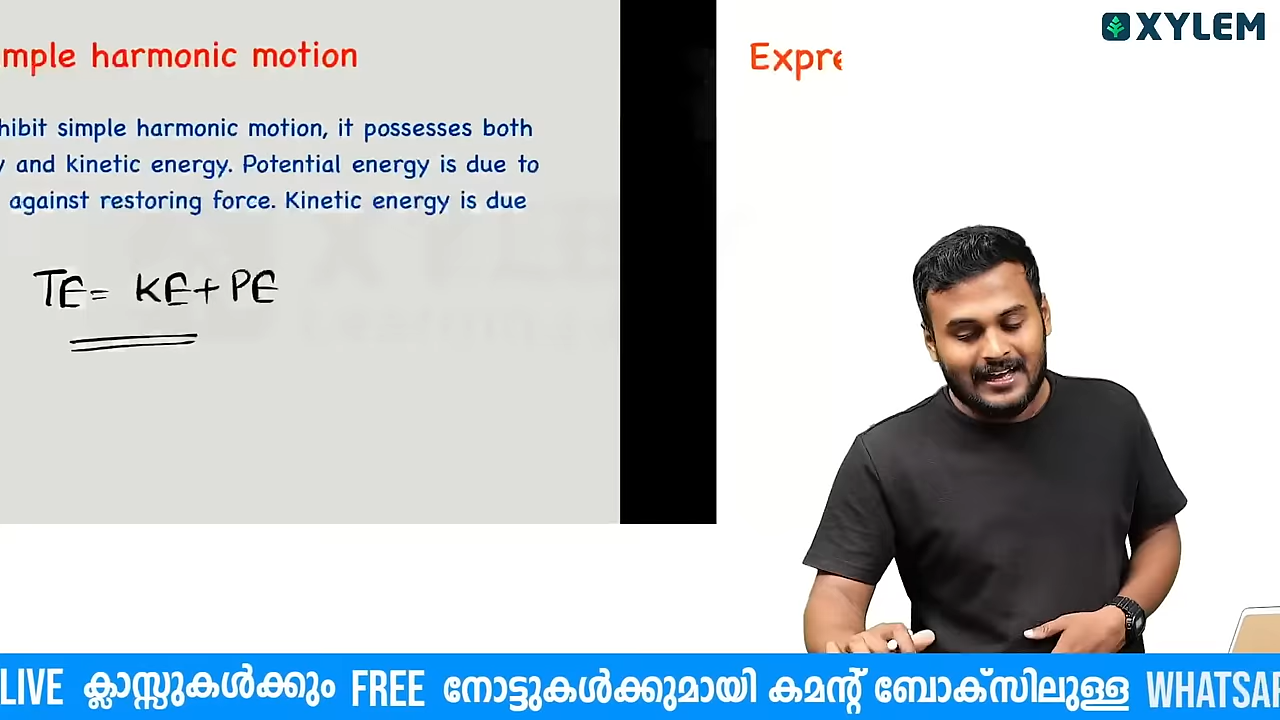 XYLEM
mple harmonic motion
Expre
hibit simple harmonic motion, it possesses both
y and kinetic energy. Potential energy is due to
against restoring force. Kinetic energy is due
TE= KE+PE
LIVE ക്ലാസ്സുകൾക്കും FREE നോട്ടുകൾക്കുമായി കമന്റ് ബോക്സിലുള്ള WHATSAP